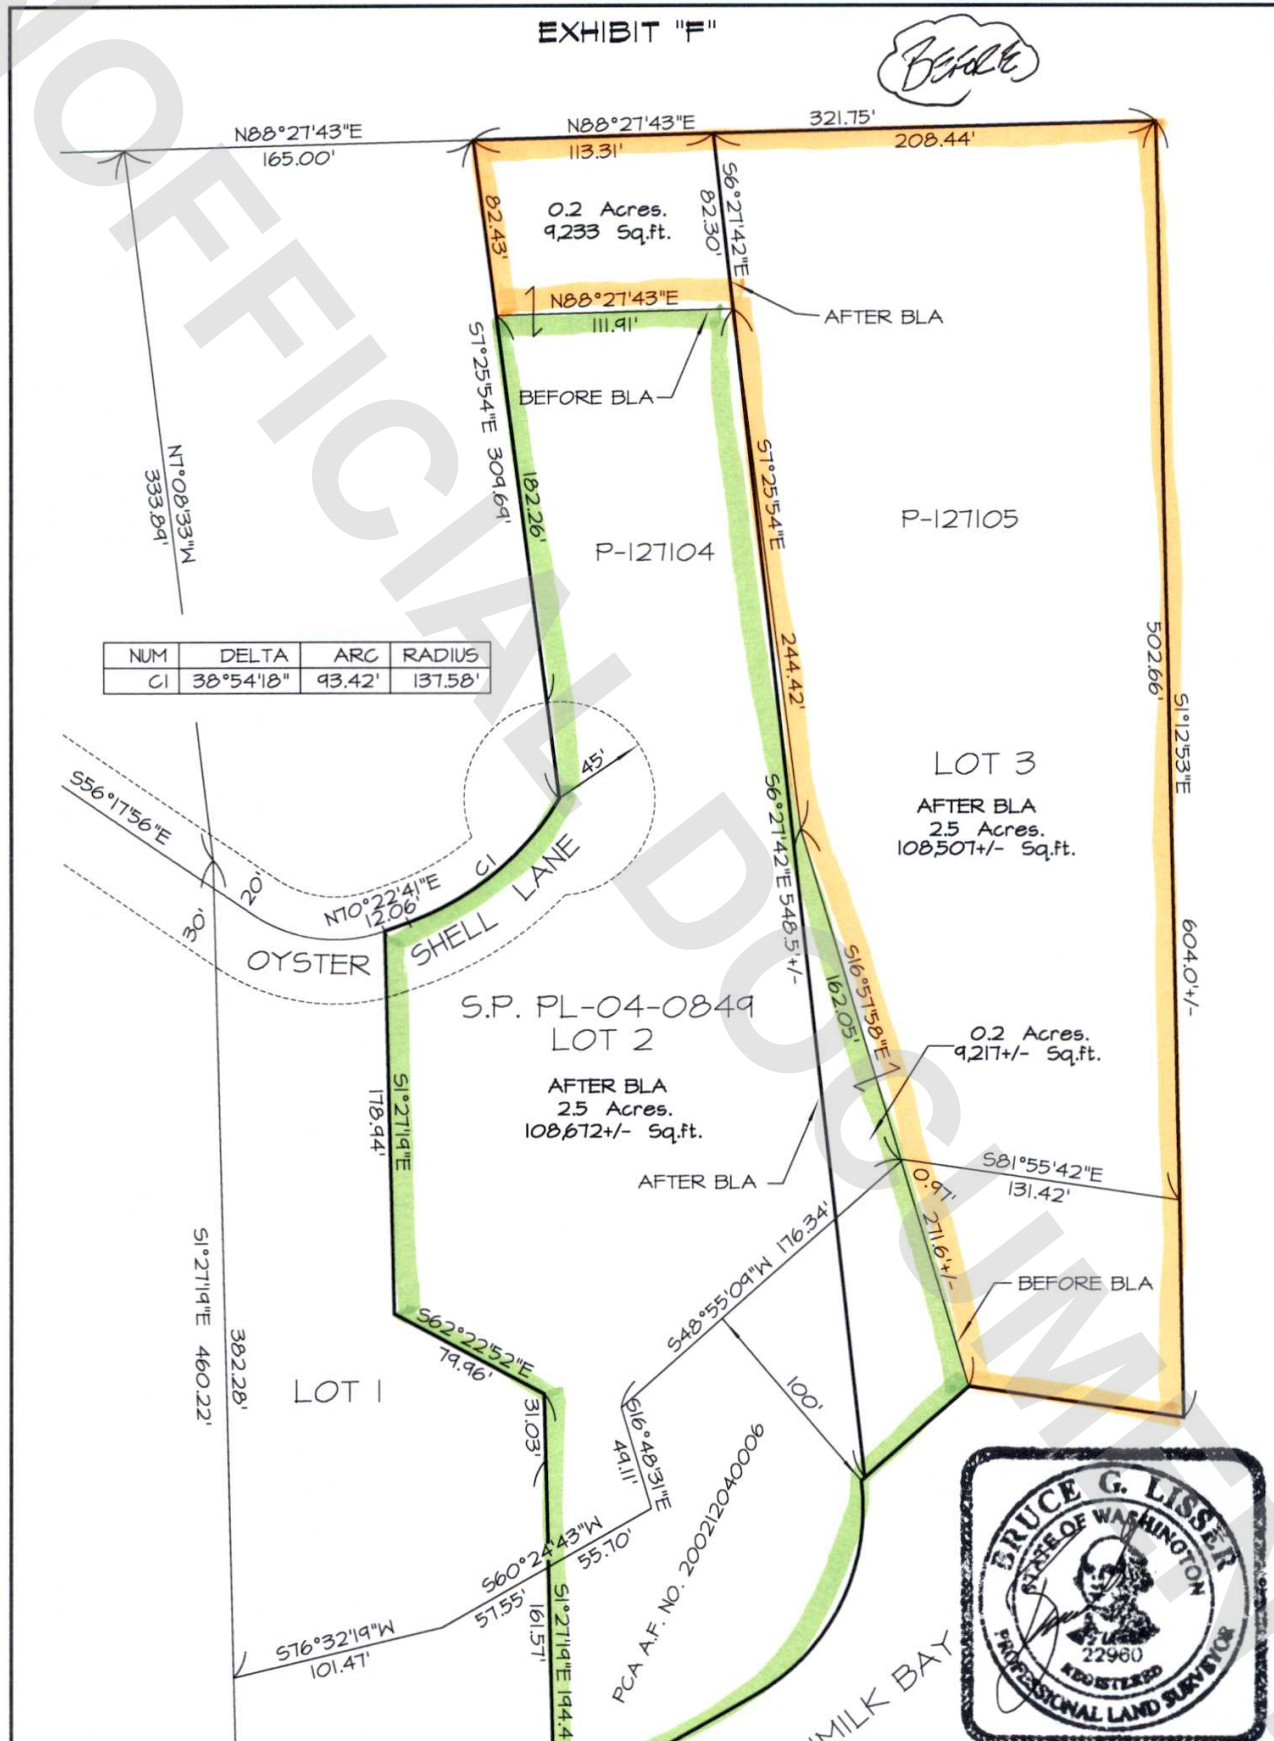 EXHIBIT "F"
BEFORE
N88°27'43"E
165.00'
N88°27'43"E
113.31'
321.75'
208.44'
82.43'
0.2 Acres.
9,233 Sq.ft.
S6°27'42"E
82.30'
N88°27'43"E
111.91'
AFTER BLA
BEFORE BLA
S7°25'54"E 309.69'
182.26'
N7°08'33"W
333.89'
S7°25'54"E
244.42'
P-127104
P-127105
502.66'
S1°12'53"E
604.0'+/-
NUM DELTA ARC RADIUS
C1 38°54'18" 93.42' 137.58'
45'
S56°17'56"E
20'
30'
N70°22'41"E
12.06'
C1
OYSTER SHELL LANE
LOT 3
AFTER BLA
2.5 Acres.
108,507+/- Sq.ft.
S6°27'42"E 548.5'+/-
S16°57'58"E
162.05'
S.P. PL-04-0849
LOT 2
AFTER BLA
2.5 Acres.
108,672+/- Sq.ft.
0.2 Acres.
9,217+/- Sq.ft.
S1°27'19"E
178.94'
AFTER BLA
S81°55'42"E
131.42'
0.97'
271.6'+/-
BEFORE BLA
S48°55'09"W 176.34'
100'
S1°27'19"E 460.22'
382.28'
LOT 1
S62°22'52"E
79.96'
31.03'
S16°48'31"E
49.11'
S60°24'43"W
57.55'
55.70'
S76°32'19"W
101.47'
161.57'
S1°27'19"E 194.4
PCA A.F. NO. 200212040006
MILK BAY
BRUCE G. LISSER
STATE OF WASHINGTON
22960
REGISTERED
PROFESSIONAL LAND SURVEYOR
OFFICIAL DOCUME